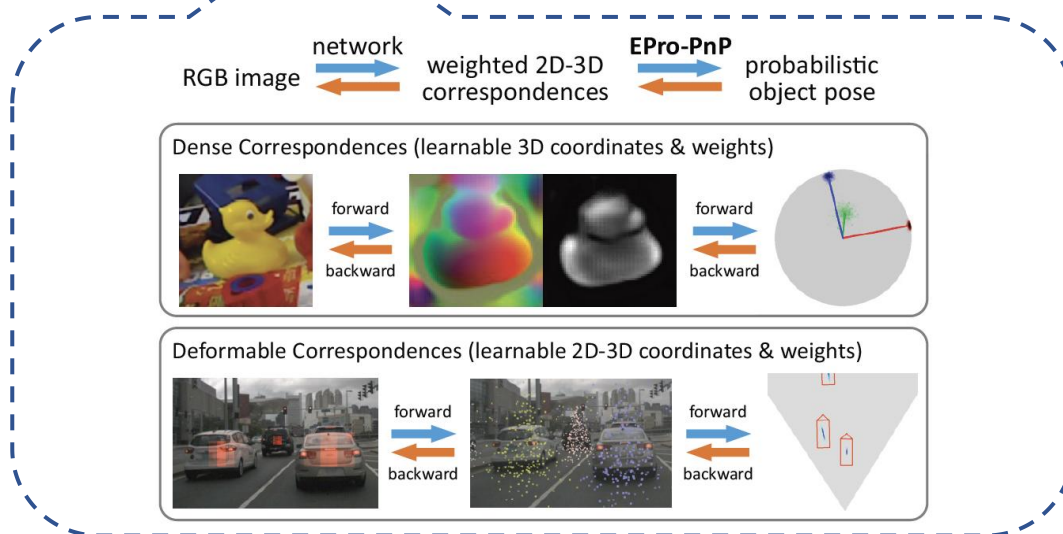 network
EPro-PnP
RGB image
weighted 2D-3D
correspondences
probabilistic
object pose
Dense Correspondences (learnable 3D coordinates & weights)
forward
backward
forward
backward
Deformable Correspondences (learnable 2D-3D coordinates & weights)
forward
backward
forward
backward